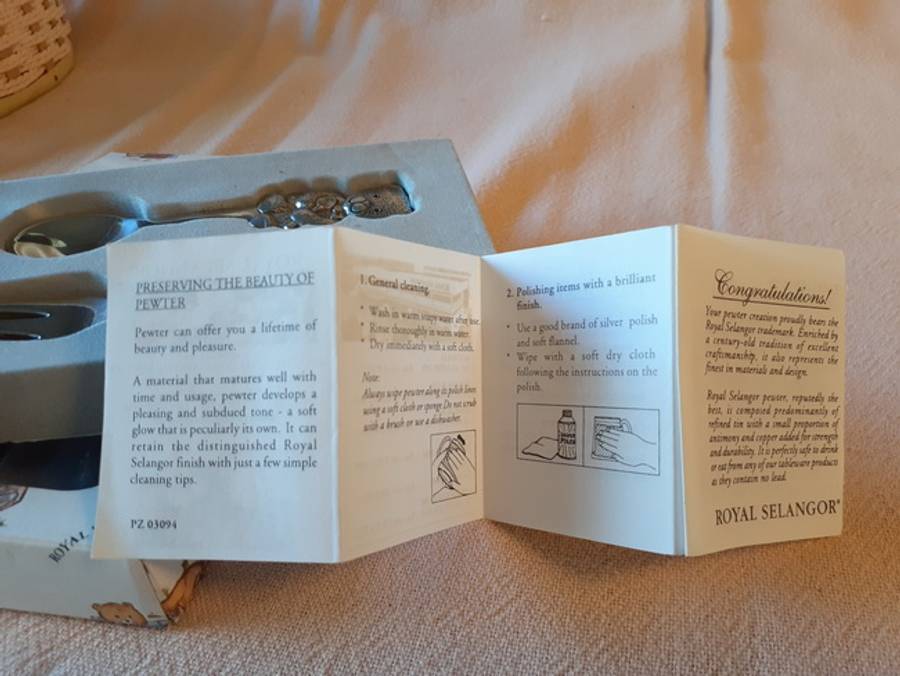 PRESERVING THE BEAUTY OF
PEWTER
Pewter can offer you a lifetime of
beauty and pleasure.
A material that matures well with
time and usage, pewter develops a
pleasing and subdued tone - a soft
glow that is peculiarly its own. It can
retain the distinguished Royal
Selangor finish with just a few simple
cleaning tips.
PZ 03094
1. General cleaning.
• Wash in warm soapy water after use.
• Rinse thoroughly in warm water.
• Dry immediately with a soft cloth.
Note:
Always wipe pewter along its polish lines
using a soft cloth or sponge. Do not scrub
with a brush or use a dishwasher.
2. Polishing items with a brilliant
finish.
• Use a good brand of silver polish
and soft flannel.
• Wipe with a soft dry cloth
following the instructions on the
polish.
SILVER
POLISH
Congratulations!
Your pewter creation proudly bears the
Royal Selangor trademark. Enriched by
a century-old tradition of excellent
craftsmanship, it also represents the
finest in materials and design.
Royal Selangor pewter, reputedly the
best, is composed predominantly of
refined tin with a small proportion of
antimony and copper added for strength
and durability. It is perfectly safe to drink
or eat from any of our tableware products
as they contain no lead.
ROYAL SELANGOR®
ROYAL